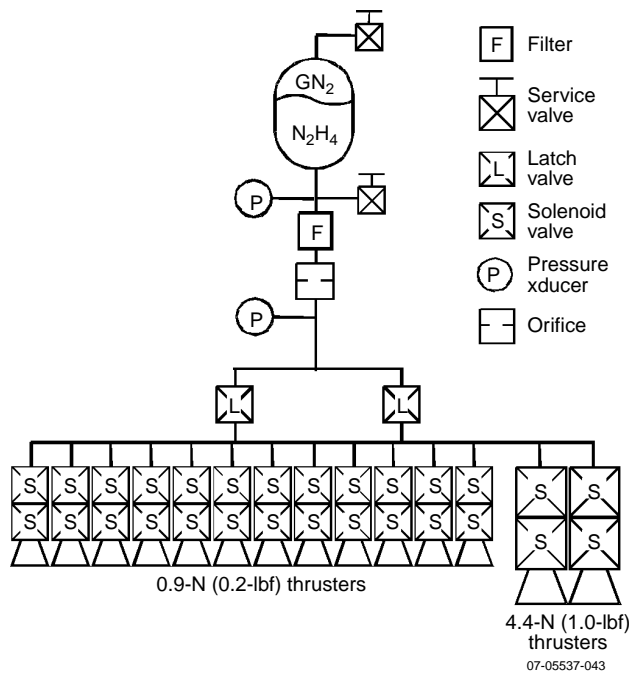 GN2
N2H4
P
F
P
L
L
S S S S S S S S S S S S
S S S S S S S S S S S S
S S
S S
0.9-N (0.2-lbf) thrusters
4.4-N (1.0-lbf)
thrusters
07-05537-043
F
Filter
Service
valve
L
Latch
valve
S
Solenoid
valve
P
Pressure
xducer
Orifice